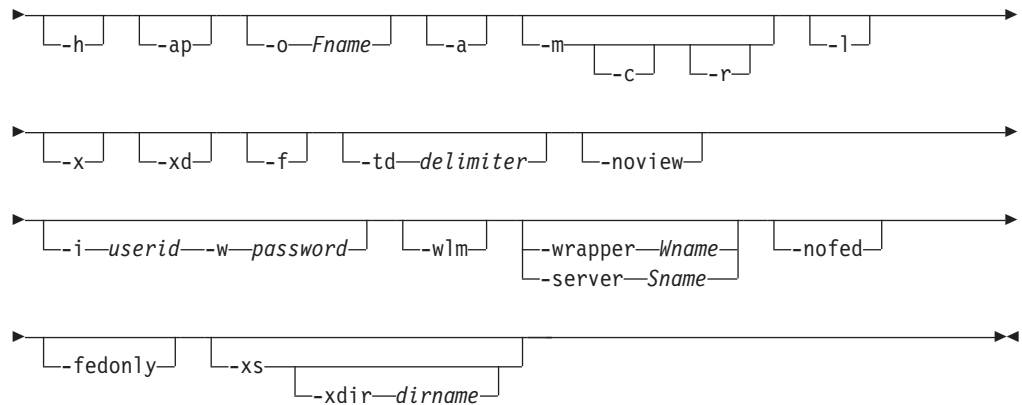 -h -ap -o Fname -a -m -l
-c -r
-x -xd -f -td delimiter -noview
-i userid -w password -wlm -wrapper Wname -nofed
-server Sname
-fedonly -xs
-xdir dirname